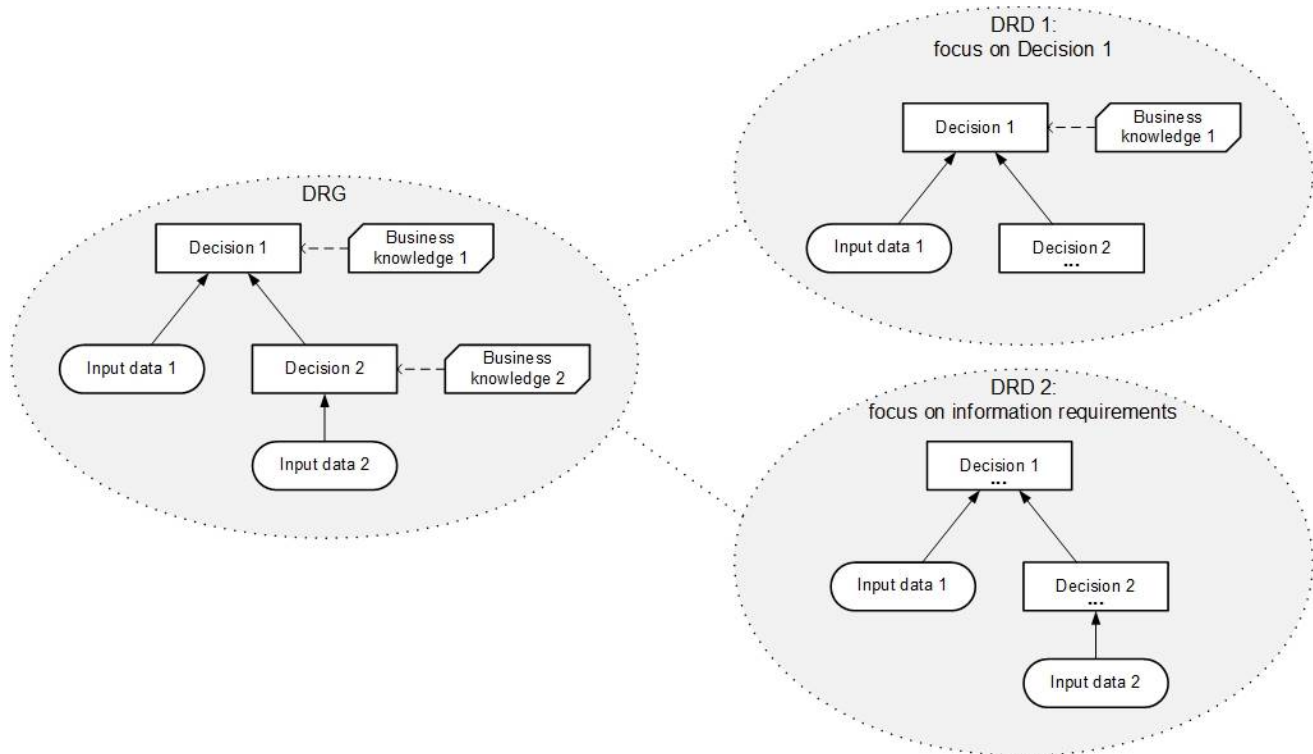 DRG
Decision 1
Business
knowledge 1
Input data 1
Decision 2
Business
knowledge 2
Input data 2
DRD 1:
focus on Decision 1
Decision 1
Business
knowledge 1
Input data 1
Decision 2
...
DRD 2:
focus on information requirements
Decision 1
...
Input data 1
Decision 2
...
Input data 2